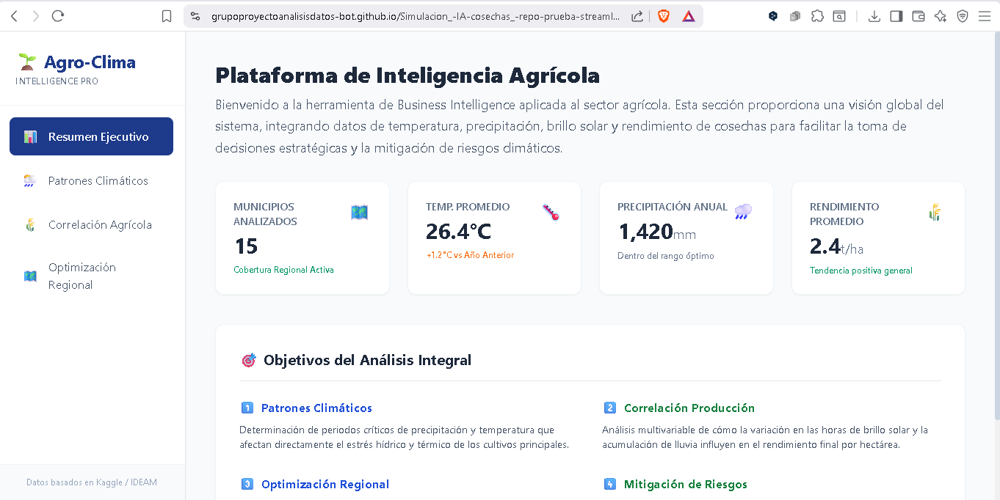 grupoproyectoanalisisdatos-bot.github.io/Simulacion_-IA-cosechas_-repo-prueba-streaml...
Agro-Clima
INTELLIGENCE PRO
Resumen Ejecutivo
Patrones Climáticos
Correlación Agrícola
Optimización
Regional
Datos basados en Kaggle / IDEAM
Plataforma de Inteligencia Agrícola
Bienvenido a la herramienta de Business Intelligence aplicada al sector agrícola. Esta sección proporciona una visión global del
sistema, integrando datos de temperatura, precipitación, brillo solar y rendimiento de cosechas para facilitar la toma de
decisiones estratégicas y la mitigación de riesgos climáticos.
MUNICIPIOS
ANALIZADOS
15
Cobertura Regional Activa
TEMP. PROMEDIO
26.4°C
+1.2°C vs Año Anterior
PRECIPITACIÓN ANUAL
1,420mm
Dentro del rango óptimo
RENDIMIENTO
PROMEDIO
2.4t/ha
Tendencia positiva general
Objetivos del Análisis Integral
1 Patrones Climáticos
Determinación de periodos críticos de precipitación y temperatura que
afectan directamente el estrés hídrico y térmico de los cultivos principales.
2 Correlación Producción
Análisis multivariable de cómo la variación en las horas de brillo solar y la
acumulación de lluvia influyen en el rendimiento final por hectárea.
3 Optimización Regional
4 Mitigación de Riesgos